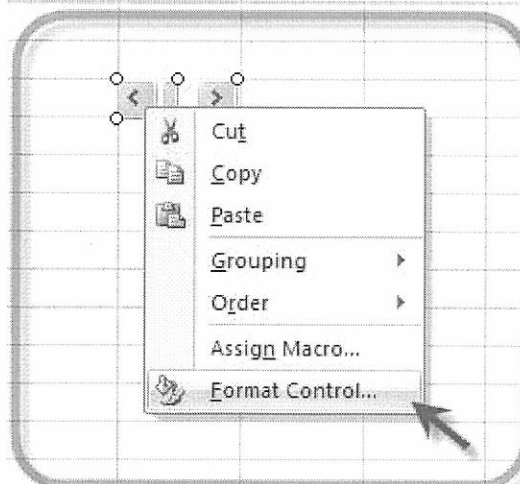 Cut
Copy
Paste
Grouping
Order
Assign Macro...
Format Control...